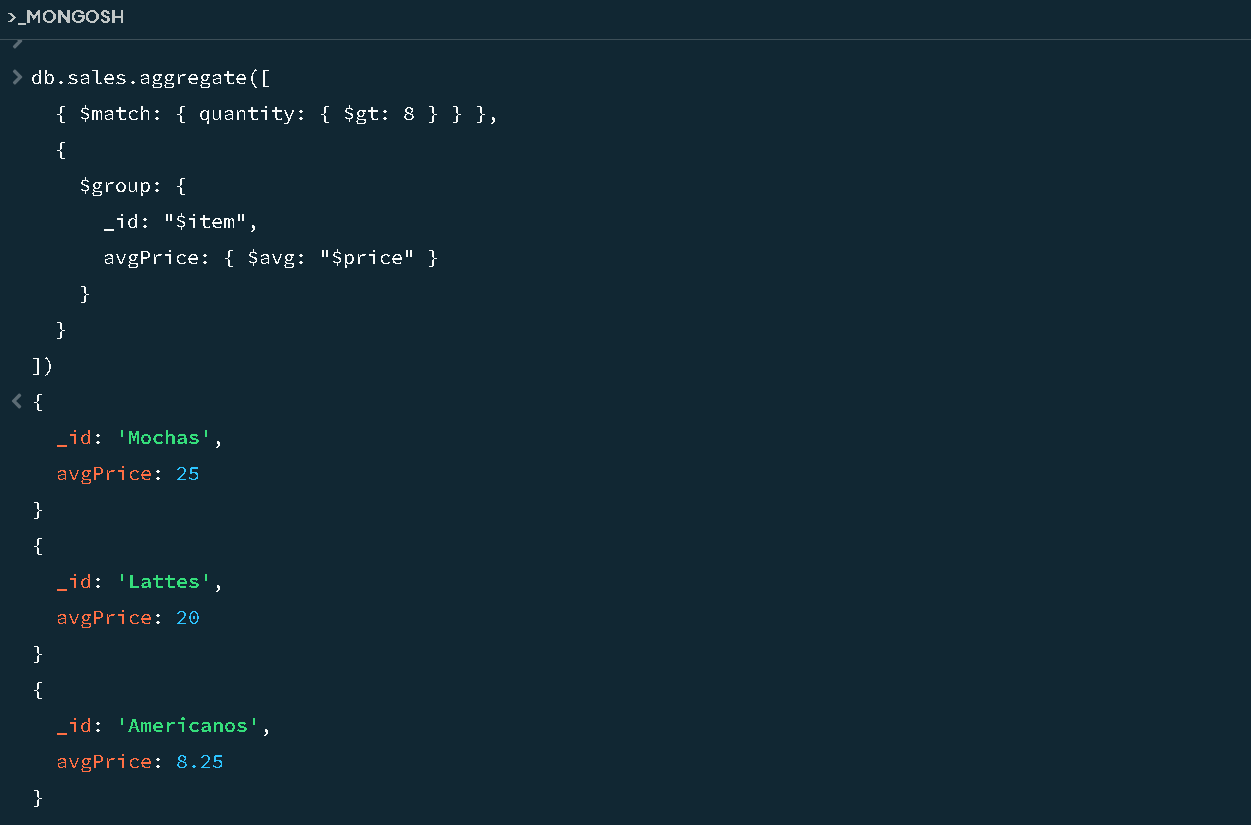 >_MONGOSH
> db.sales.aggregate([
{ $match: { quantity: { $gt: 8 } } },
{
$group: {
_id: "$item",
avgPrice: { $avg: "$price" }
}
}
])
< {
_id: 'Mochas',
avgPrice: 25
}
{
_id: 'Lattes',
avgPrice: 20
}
{
_id: 'Americanos',
avgPrice: 8.25
}